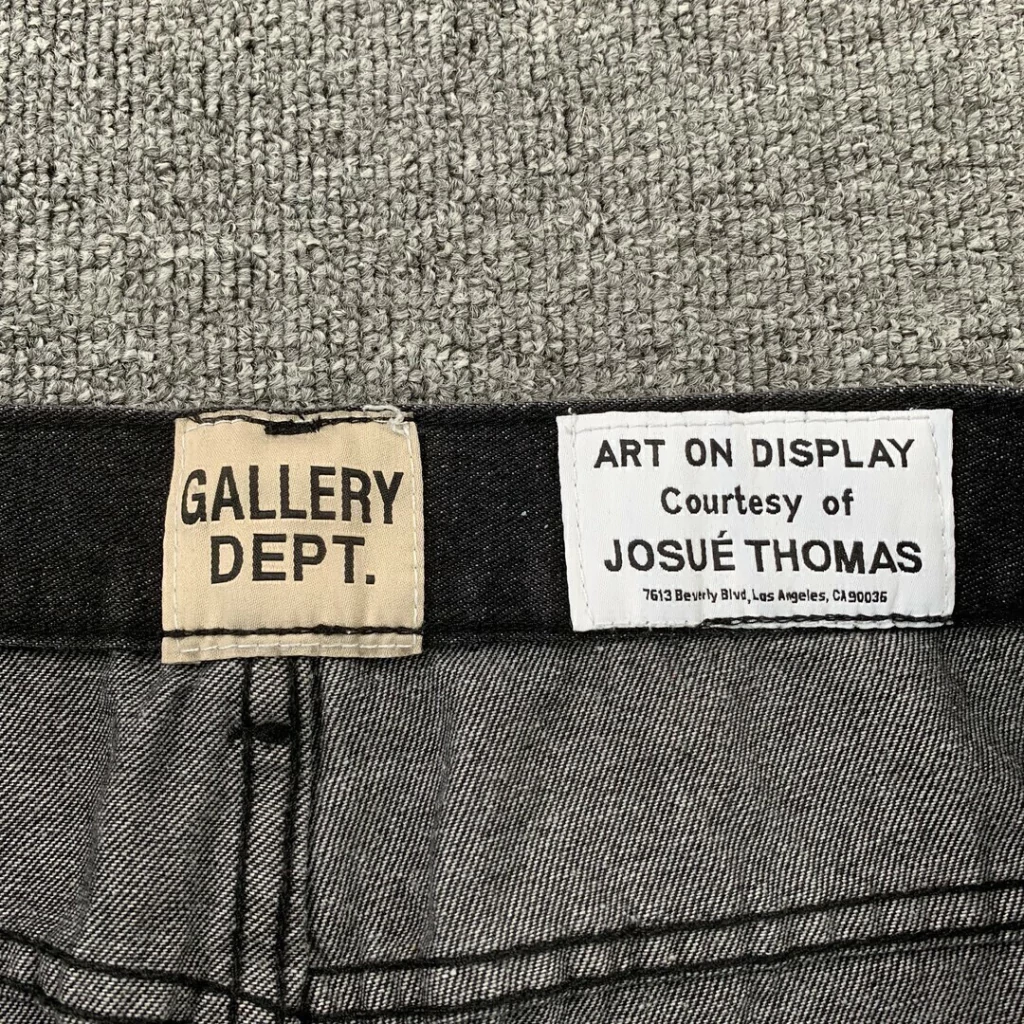 GALLERY
DEPT.
ART ON DISPLAY
Courtesy of
JOSUÉ THOMAS
7613 Beverly Blvd, Los Angeles, CA 90036